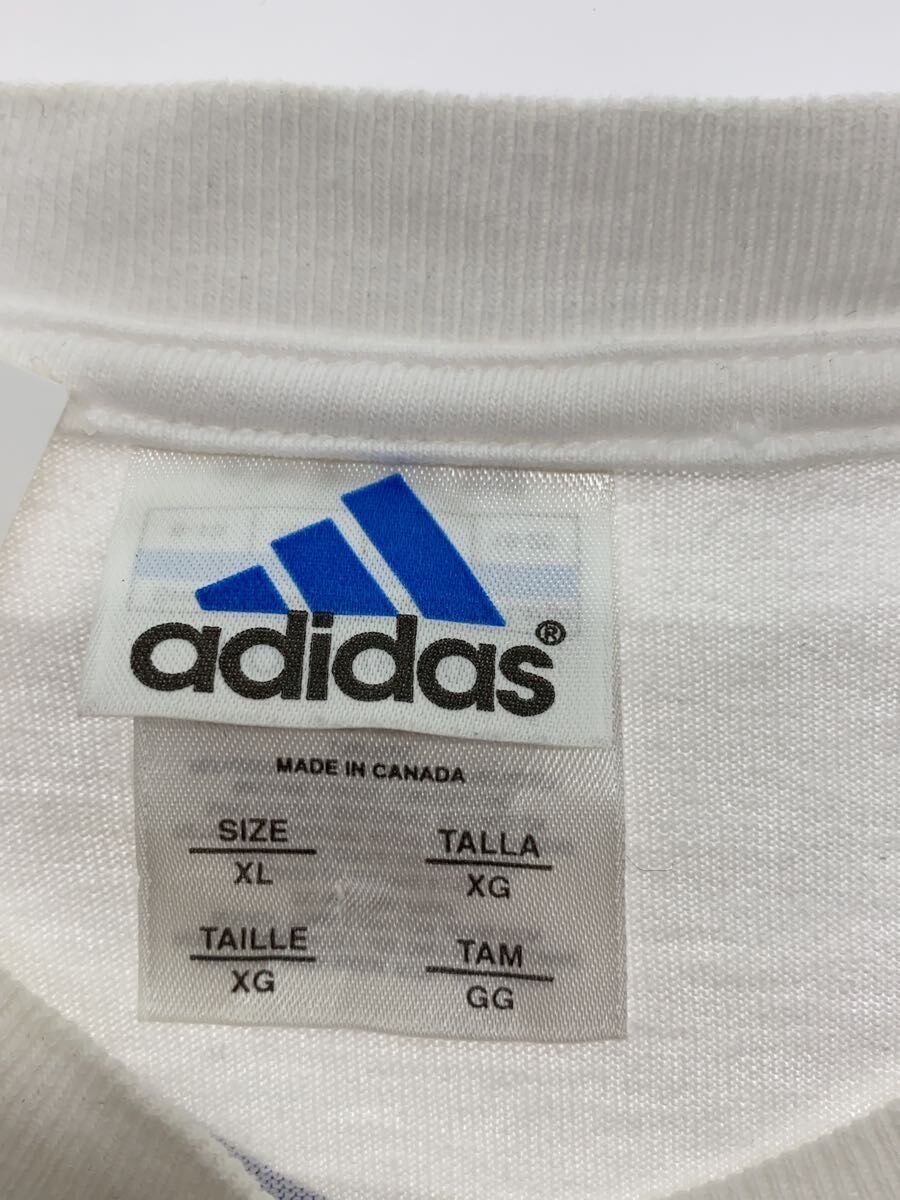 adidas®
MADE IN CANADA
SIZE TALLA
XL XG
TAILLE TAM
XG GG